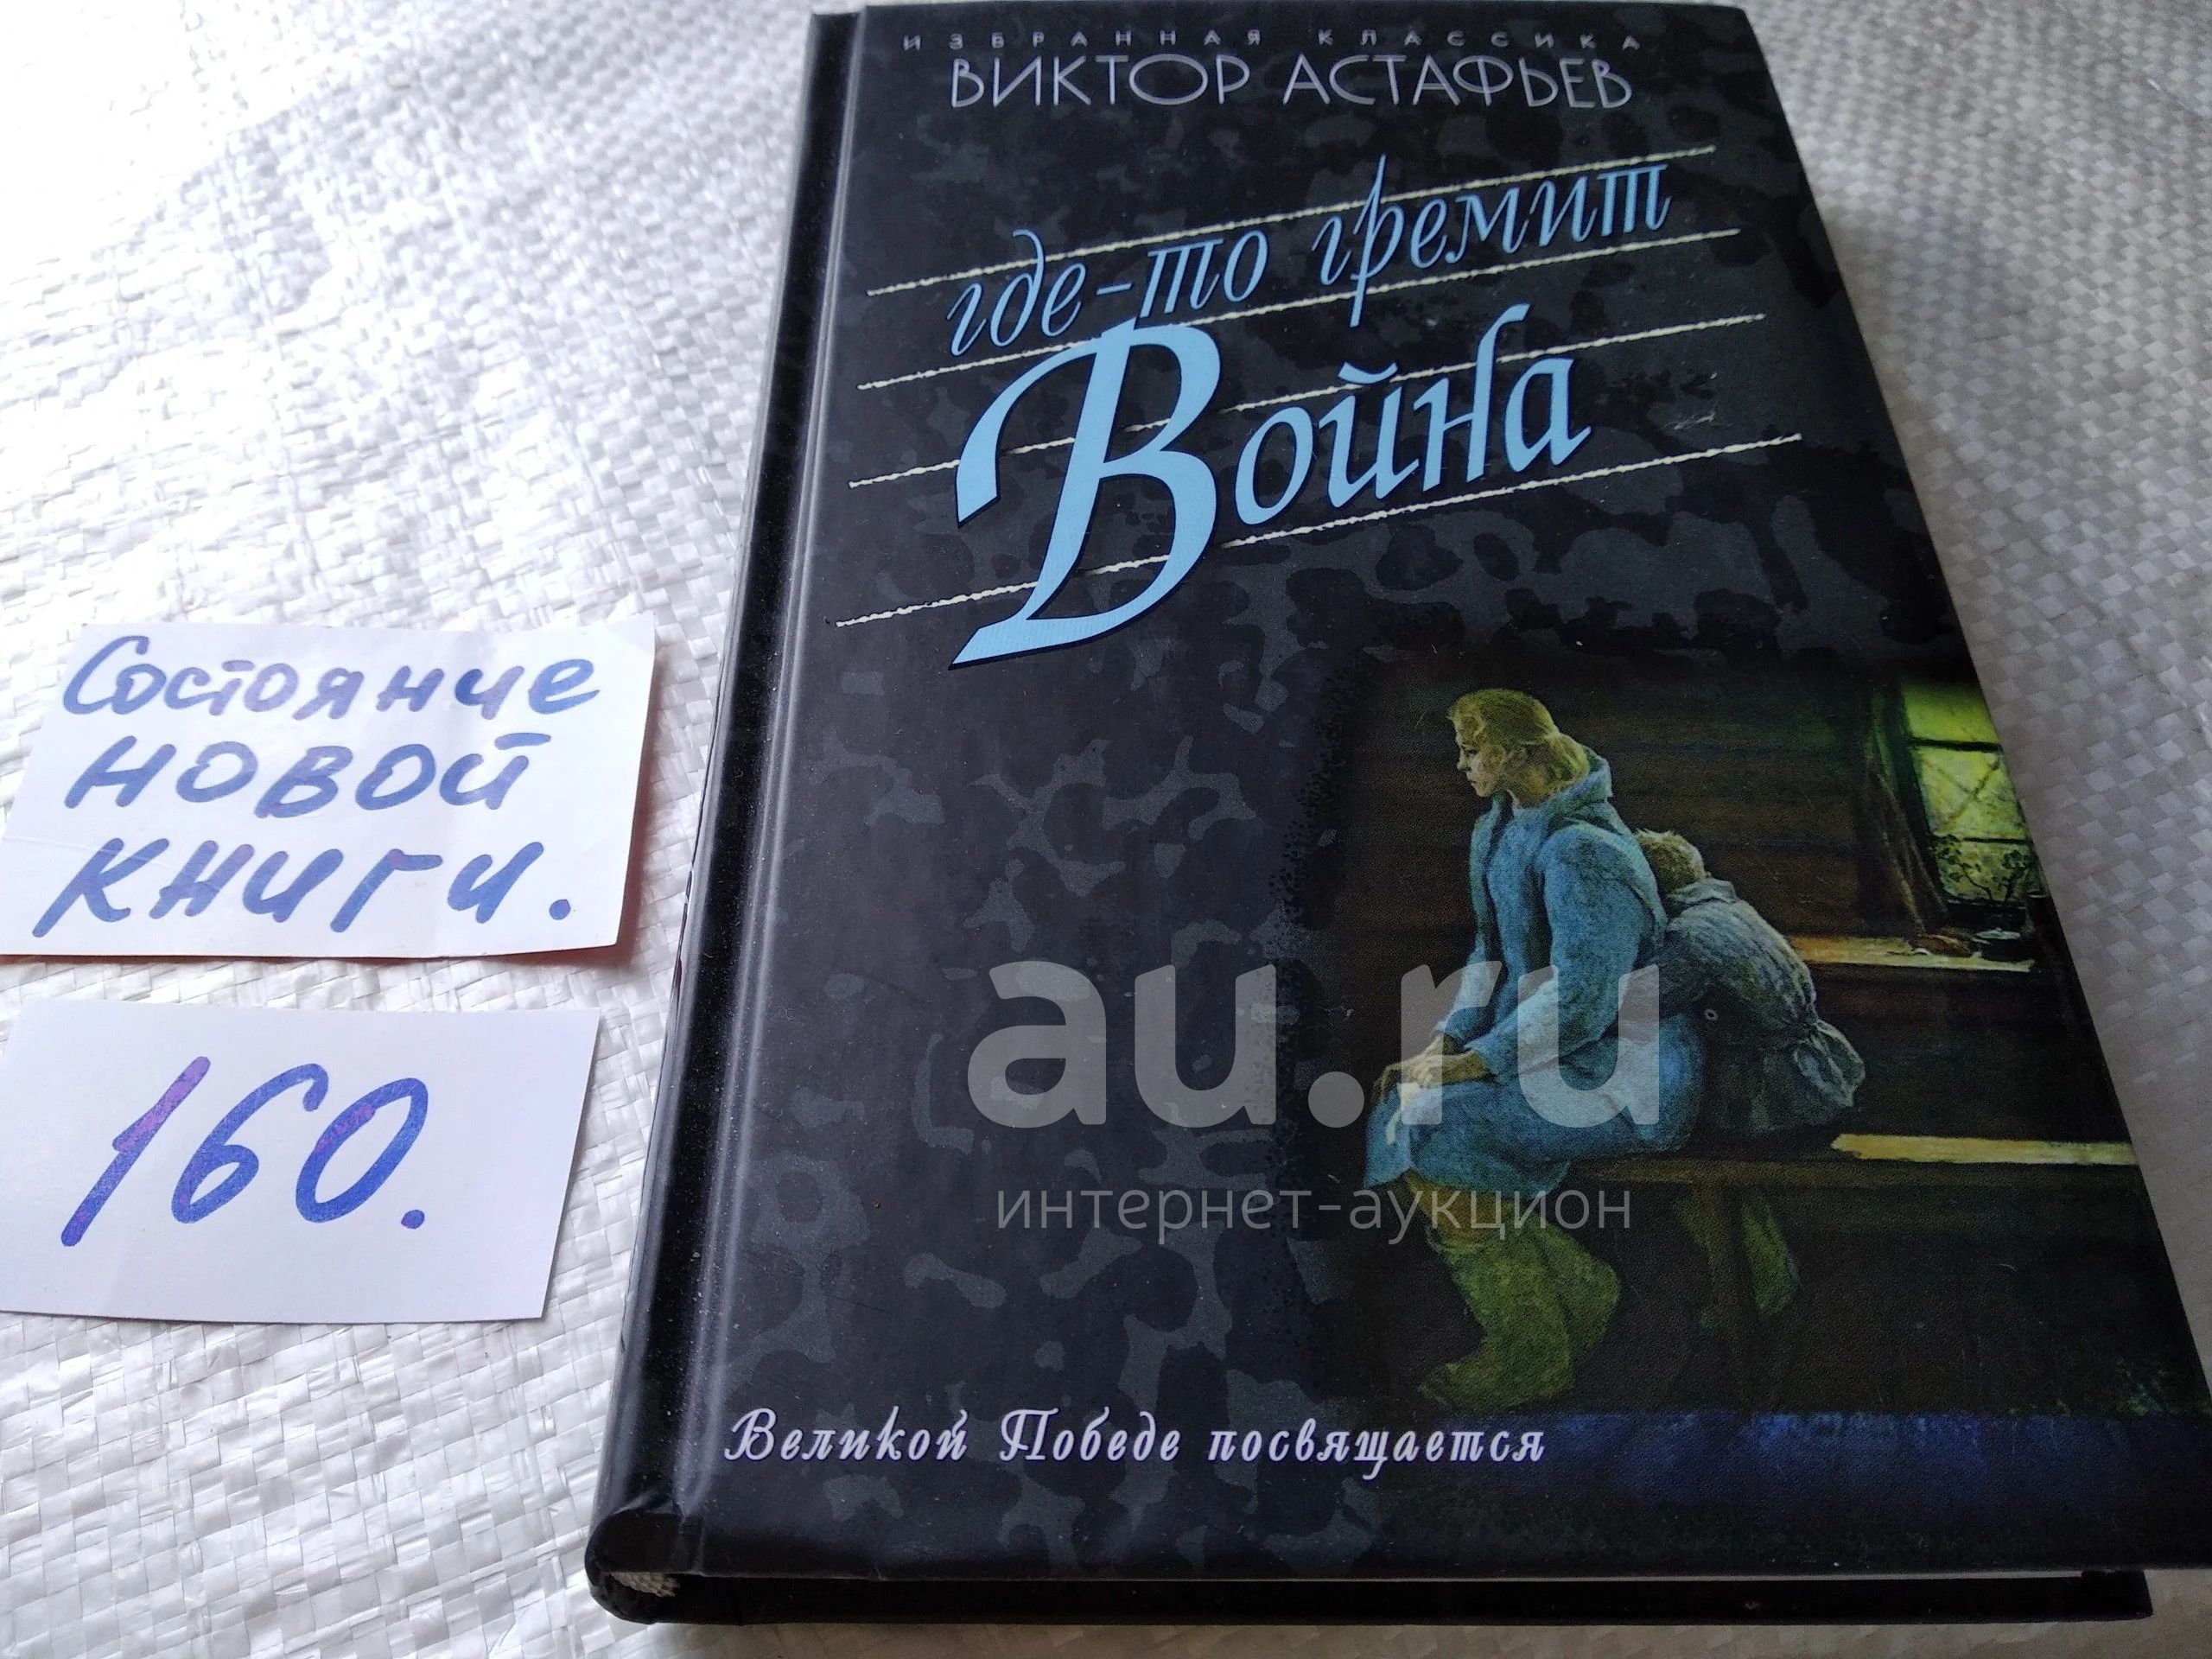 ИЗБРАННАЯ КЛАССИКА
ВИКТОР АСТАФЬЕВ
где-то гремит
Война
Состояние
новой
книги.
160.
au.ru
интернет-аукцион
Великой Победе посвящается